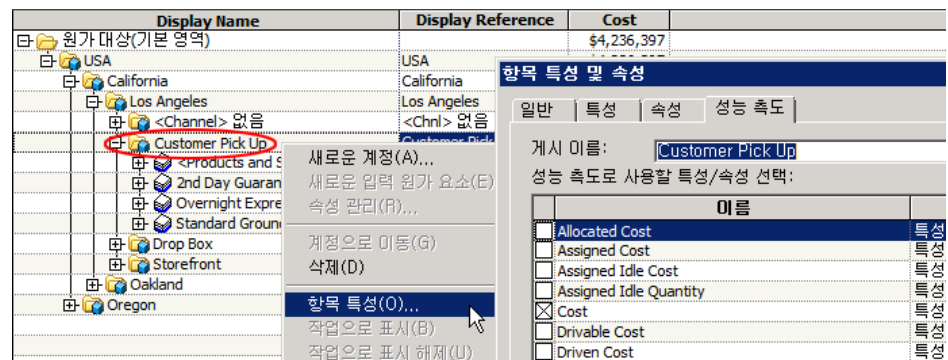 Display Name Display Reference Cost
원가 대상(기본 영역) $4,236,397
USA USA
California California
Los Angeles Los Angeles
<Channel> 없음 <Chnl> 없음
Customer Pick Up Customer Pick
<Products and S
2nd Day Guaran
Overnight Expre
Standard Ground
Drop Box
Storefront
Oakland
Oregon
새로운 계정(A)...
새로운 입력 원가 요소(E)
속성 관리(R)...
계정으로 이동(G)
삭제(D)
항목 특성(O)...
작업으로 표시(B)
작업으로 표시 해제(U)
항목 특성 및 속성
일반 특성 속성 성능 측도
게시 이름: Customer Pick Up
성능 측도로 사용할 특성/속성 선택:
이름
Allocated Cost 특성
Assigned Cost 특성
Assigned Idle Cost 특성
Assigned Idle Quantity 특성
Cost 특성
Drivable Cost 특성
Driven Cost 특성